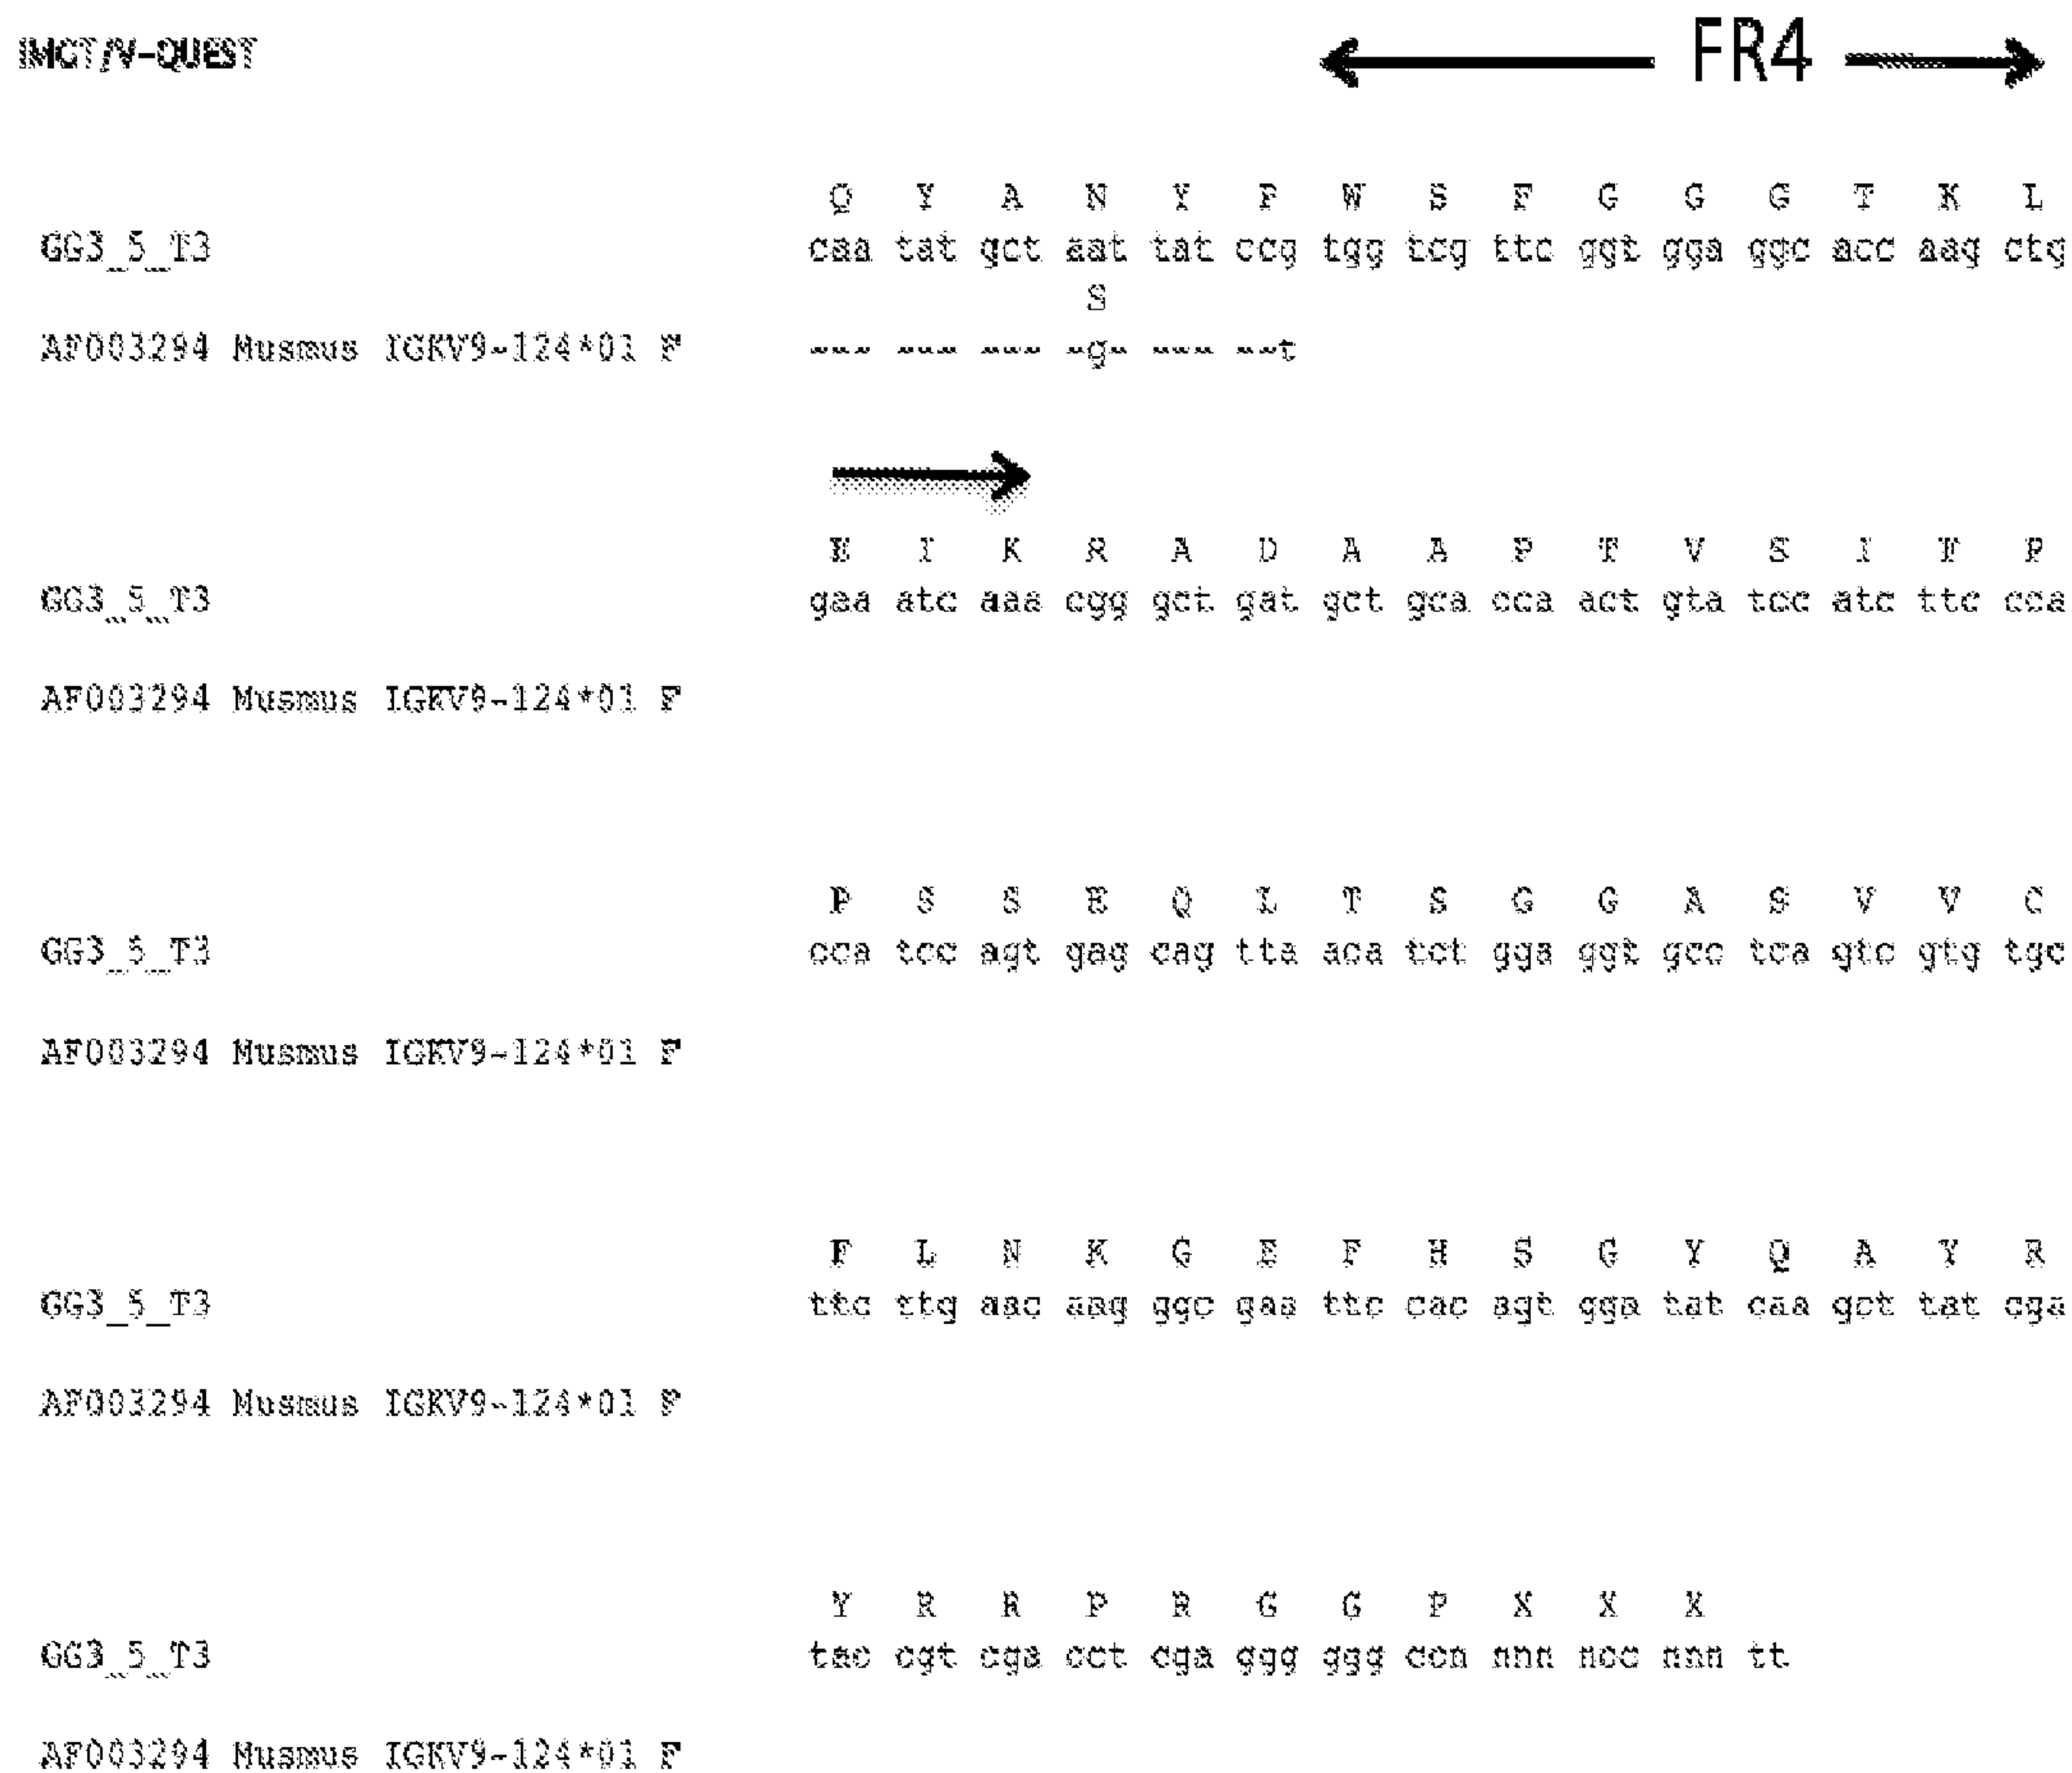 IMGT/V-QUEST
FR4
Q Y A N Y P W S F G G G T K L
GG3_5_T3 caa tat gct aat tat ccg tgg tcg ttc ggt gga ggc acc aag ctg
S
AF003294 Musmus IGKV9-124*01 F --- --- --- -g- --- --t
E I K R A D A A P T V S I F P
GG3_5_T3 gaa atc aaa cgg gct gat gct gca cca act gta tcc atc ttc cca
AF003294 Musmus IGKV9-124*01 F
P S S E Q L T S G G A S V V C
GG3_5_T3 cca tcc agt gag cag tta aca tct gga ggt gcc tca gtc gtg tgc
AF003294 Musmus IGKV9-124*01 F
F L N K G E F H S G Y Q A Y R
GG3_5_T3 ttc ttg aac aag ggc gaa ttc cac agt gga tat caa gct tat cga
AF003294 Musmus IGKV9-124*01 F
Y R R P R G G P X X X
GG3_5_T3 tac cgt cga cct cga ggg ggg ccn nnn ncc nnn tt
AF003294 Musmus IGKV9-124*01 F